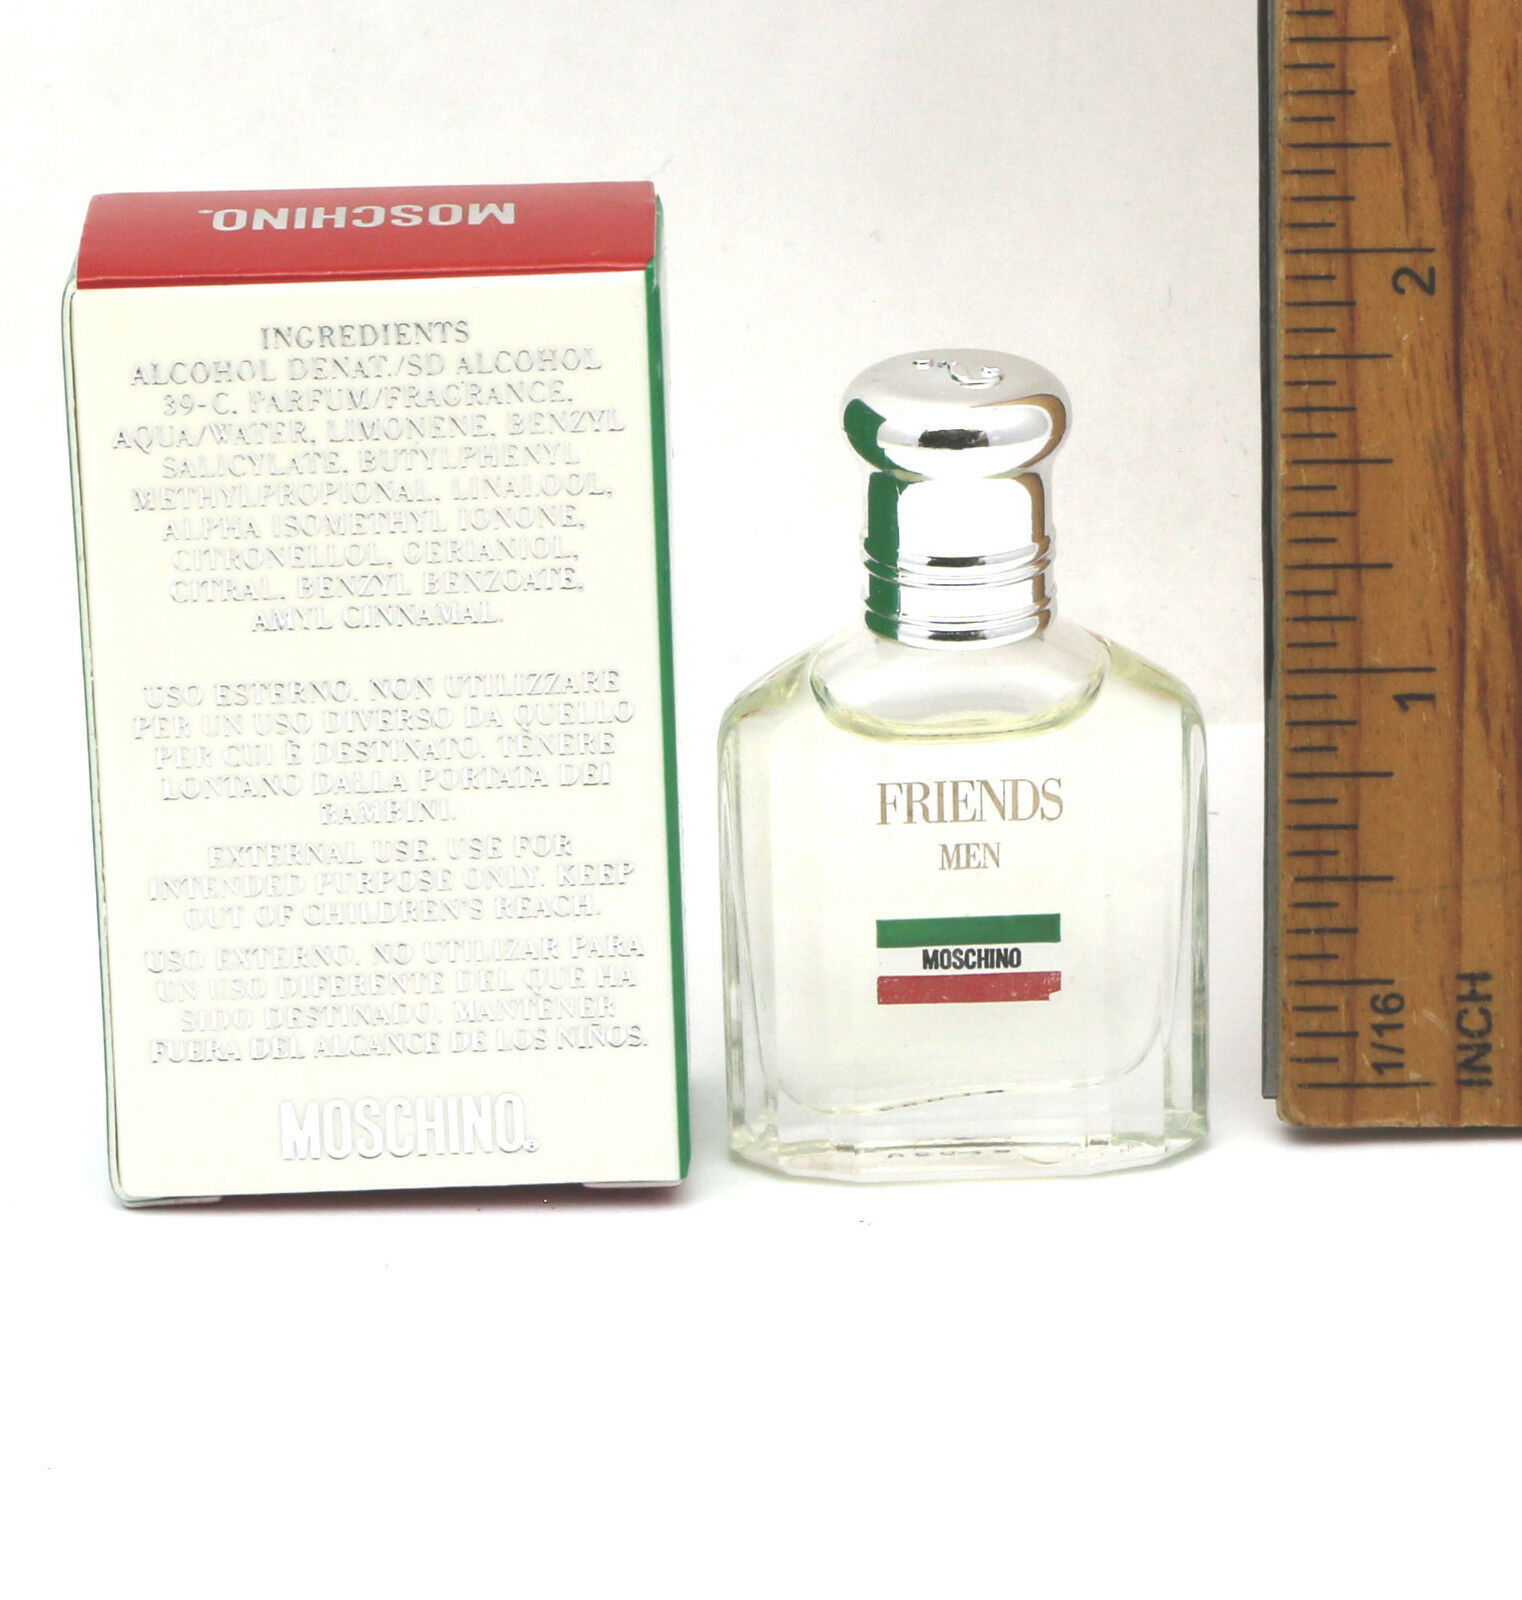 MOSCHINO®
INGREDIENTS
ALCOHOL DENAT./SD ALCOHOL
39-C, PARFUM/FRAGRANCE,
AQUA/WATER, LIMONENE, BENZYL
SALICYLATE, BUTYLPHENYL
METHYLPROPIONAL, LINALOOL,
ALPHA ISOMETHYL IONONE,
CITRONELLOL, GERIANIOL,
CITRAL, BENZYL BENZOATE,
AMYL CINNAMAL.
USO ESTERNO. NON UTILIZZARE
PER UN USO DIVERSO DA QUELLO
PER CUI È DESTINATO. TENERE
LONTANO DALLA PORTATA DEI
BAMBINI.
EXTERNAL USE. USE FOR
INTENDED PURPOSE ONLY. KEEP
OUT OF CHILDREN'S REACH.
USO EXTERNO. NO UTILIZAR PARA
UN USO DIFERENTE DEL QUE HA
SIDO DESTINADO. MANTENER
FUERA DEL ALCANCE DE LOS NIÑOS.
MOSCHINO®
FRIENDS
MEN
MOSCHINO
2
1
1/16
INCH